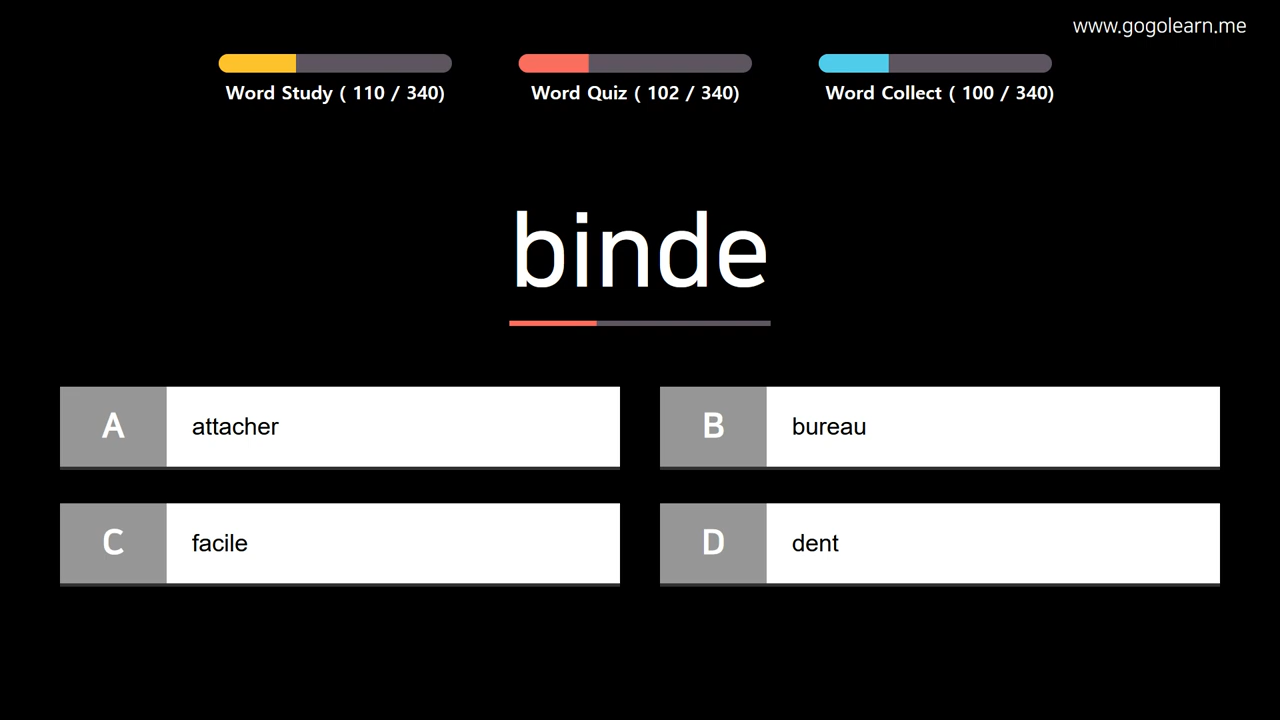 www.gogolearn.me
Word Study ( 110 / 340)
Word Quiz ( 102 / 340)
Word Collect ( 100 / 340)
binde
A attacher
B bureau
C facile
D dent